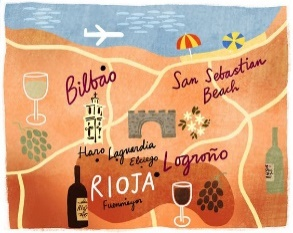 Bilbao
San Sebastian
Beach
Haro
Laguardia
Elciego
Logroño
RIOJA
Fuenmayor